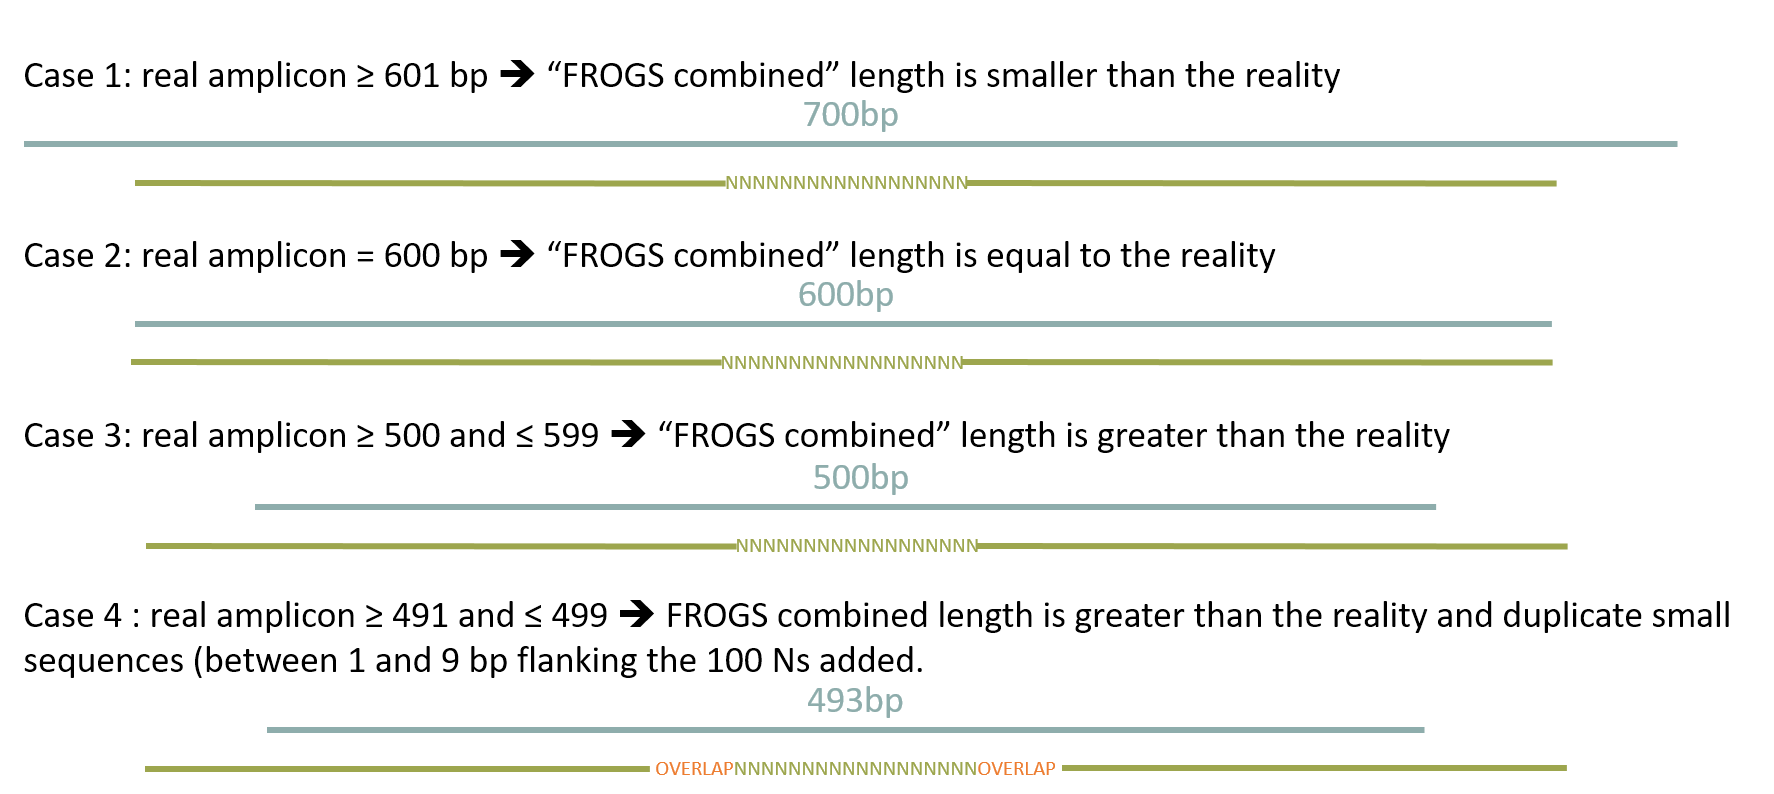 Case 1: real amplicon ≥ 601 bp 🡺 “FROGS combined” length is smaller than the reality
700bp
NNNNNNNNNNNNNNNNNN
Case 2: real amplicon = 600 bp 🡺 “FROGS combined” length is equal to the reality
600bp
NNNNNNNNNNNNNNNNNN
Case 3: real amplicon ≥ 500 and ≤ 599 🡺 “FROGS combined” length is greater than the reality
500bp
NNNNNNNNNNNNNNNNNN
Case 4 : real amplicon ≥ 491 and ≤ 499 🡺 FROGS combined length is greater than the reality and duplicate small
sequences (between 1 and 9 bp flanking the 100 Ns added.
493bp
OVERLAPNNNNNNNNNNNNNNNNNNOVERLAP